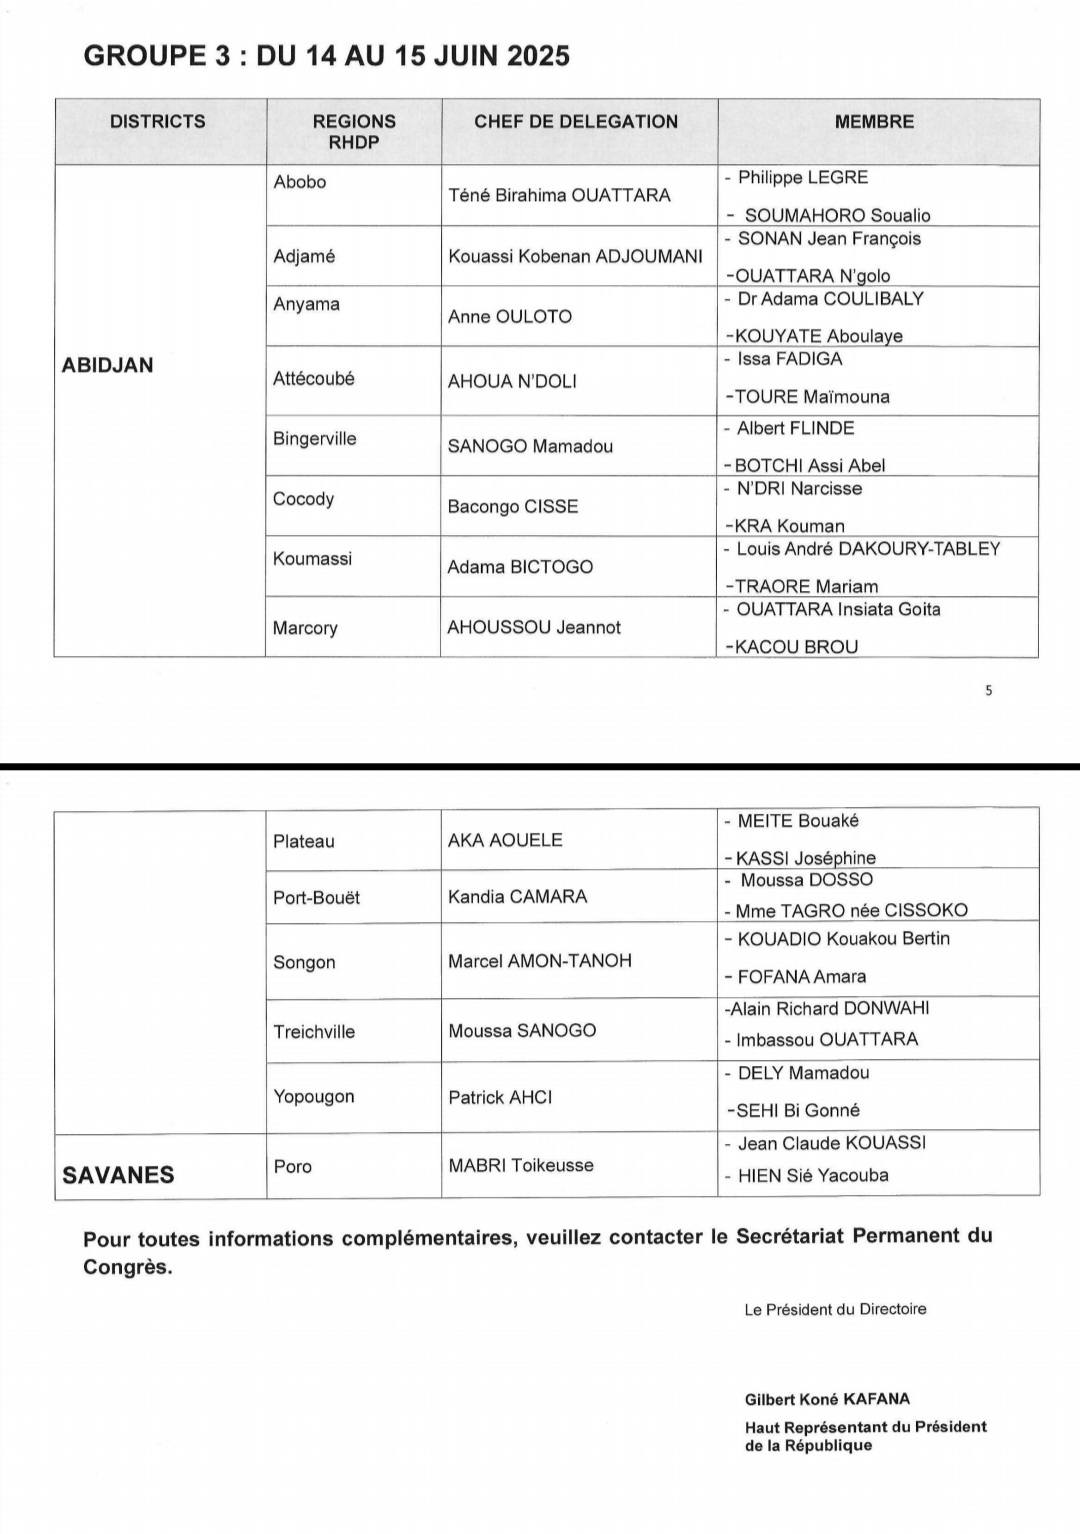 GROUPE 3 : DU 14 AU 15 JUIN 2025
DISTRICTS
REGIONS
RHDP
CHEF DE DELEGATION
MEMBRE
ABIDJAN
Abobo
Téné Birahima OUATTARA
- Philippe LEGRE
- SOUMAHORO Soualio
Adjamé
Kouassi Kobenan ADJOUMANI
- SONAN Jean François
-OUATTARA N'golo
Anyama
Anne OULOTO
- Dr Adama COULIBALY
-KOUYATE Aboulaye
Attécoubé
AHOUA N'DOLI
- Issa FADIGA
-TOURE Maïmouna
Bingerville
SANOGO Mamadou
- Albert FLINDE
- BOTCHI Assi Abel
Cocody
Bacongo CISSE
- N'DRI Narcisse
-KRA Kouman
Koumassi
Adama BICTOGO
- Louis André DAKOURY-TABLEY
-TRAORE Mariam
Marcory
AHOUSSOU Jeannot
- OUATTARA Insiata Goita
-KACOU BROU
5
Plateau
AKA AOUELE
- MEITE Bouaké
- KASSI Joséphine
Port-Bouët
Kandia CAMARA
- Moussa DOSSO
- Mme TAGRO née CISSOKO
Songon
Marcel AMON-TANOH
- KOUADIO Kouakou Bertin
- FOFANA Amara
Treichville
Moussa SANOGO
-Alain Richard DONWAHI
- Imbassou OUATTARA
Yopougon
Patrick AHCI
- DELY Mamadou
-SEHI Bi Gonné
SAVANES
Poro
MABRI Toikeusse
- Jean Claude KOUASSI
- HIEN Sié Yacouba
Pour toutes informations complémentaires, veuillez contacter le Secrétariat Permanent du
Congrès.
Le Président du Directoire
Gilbert Koné KAFANA
Haut Représentant du Président
de la République